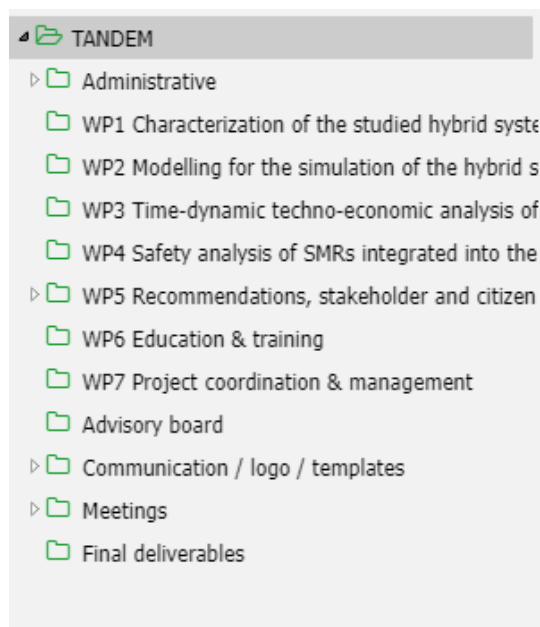 TANDEM
Administrative
WP1 Characterization of the studied hybrid syste
WP2 Modelling for the simulation of the hybrid s
WP3 Time-dynamic techno-economic analysis of
WP4 Safety analysis of SMRs integrated into the
WP5 Recommendations, stakeholder and citizen
WP6 Education & training
WP7 Project coordination & management
Advisory board
Communication / logo / templates
Meetings
Final deliverables